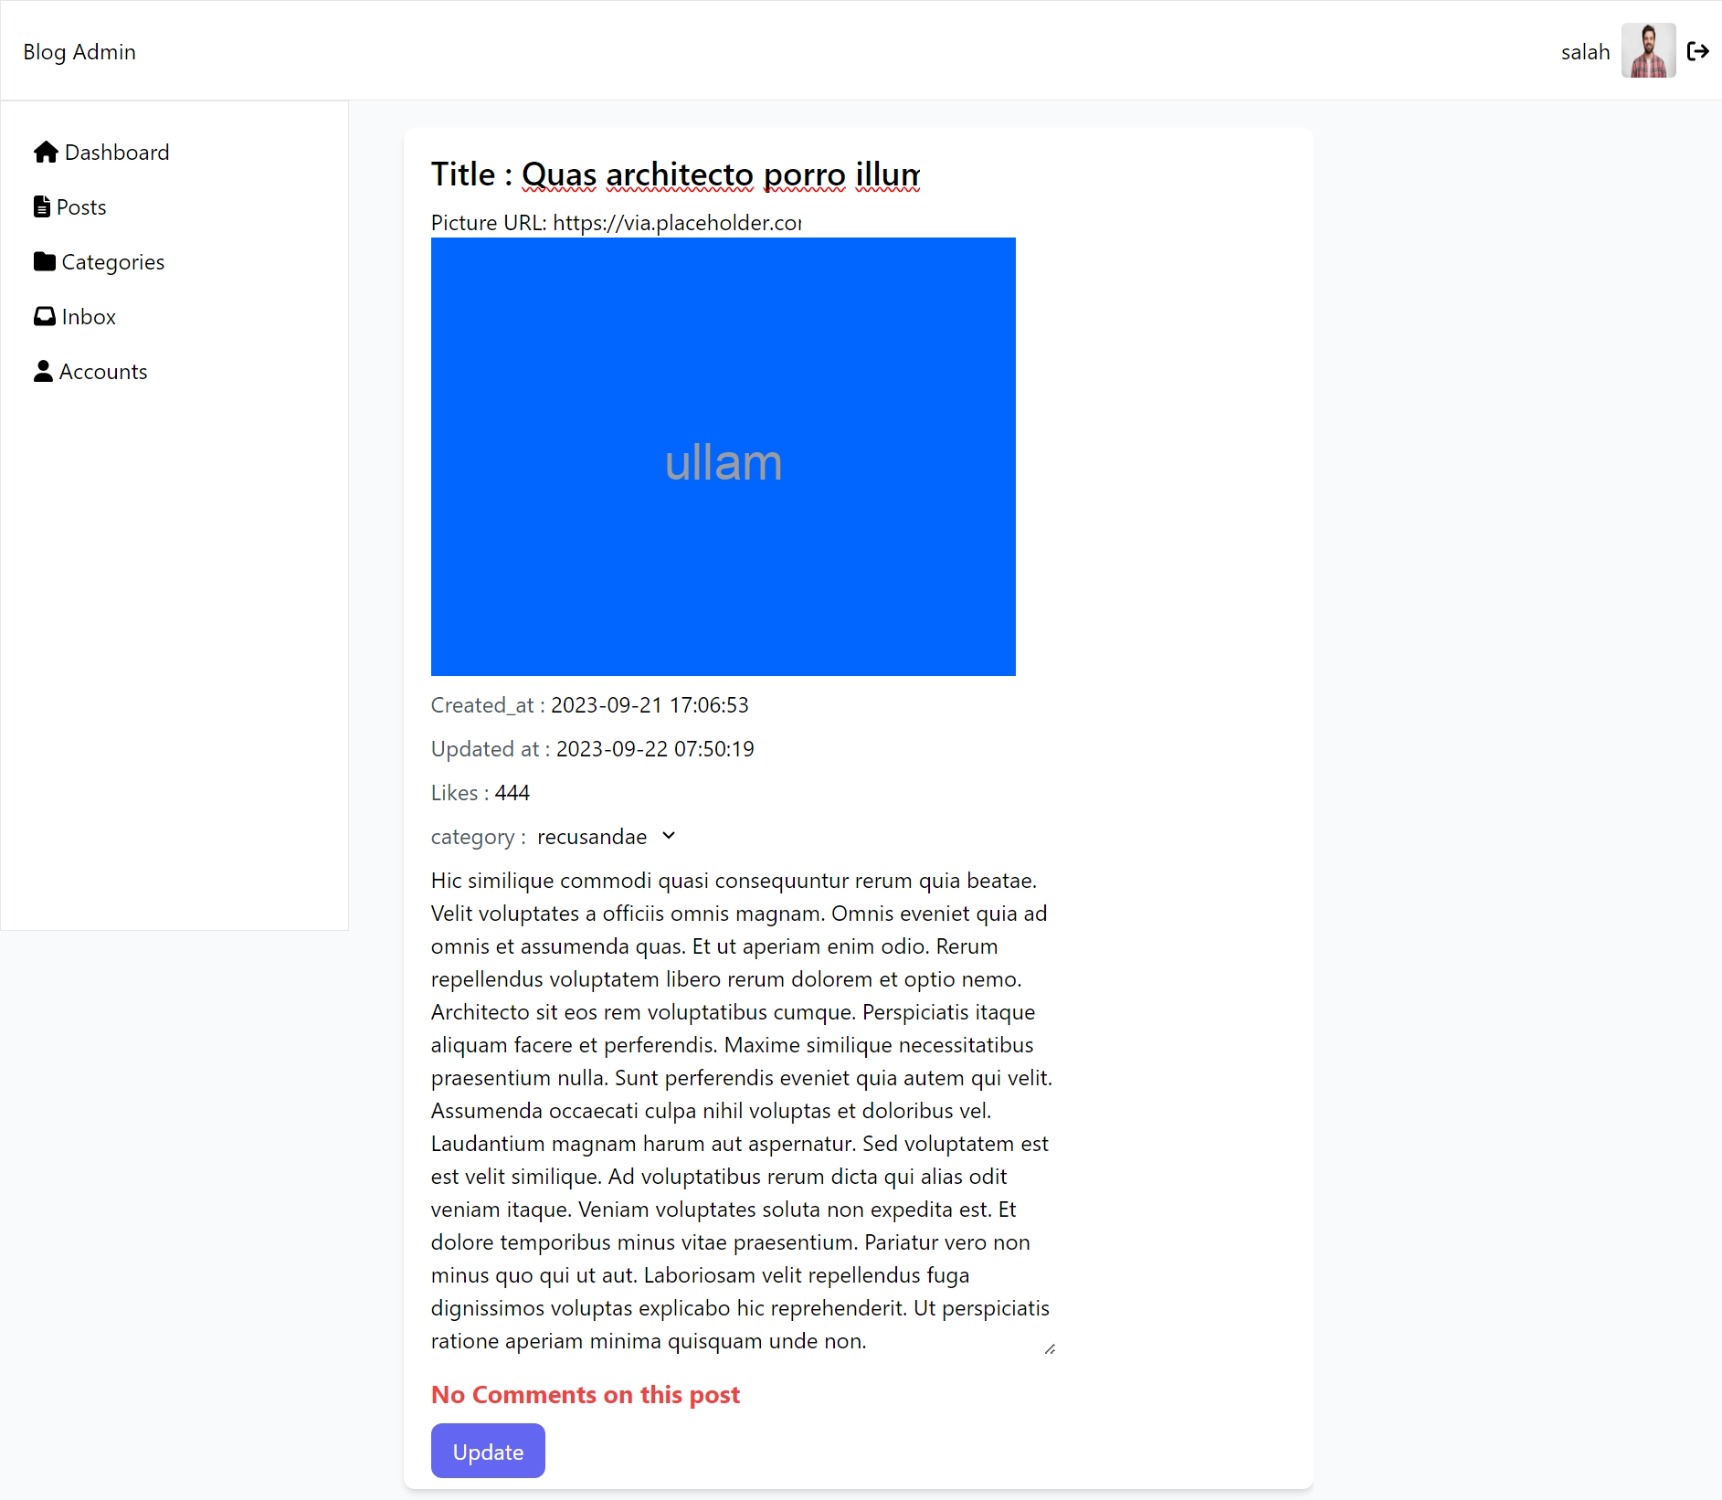 Blog Admin
salah
Dashboard
Posts
Categories
Inbox
Accounts
Title : Quas architecto porro illum
Picture URL: https://via.placeholder.com
ullam
Created_at : 2023-09-21 17:06:53
Updated at : 2023-09-22 07:50:19
Likes : 444
category : recusandae
Hic similique commodi quasi consequuntur rerum quia beatae.
Velit voluptates a officiis omnis magnam. Omnis eveniet quia ad
omnis et assumenda quas. Et ut aperiam enim odio. Rerum
repellendus voluptatem libero rerum dolorem et optio nemo.
Architecto sit eos rem voluptatibus cumque. Perspiciatis itaque
aliquam facere et perferendis. Maxime similique necessitatibus
praesentium nulla. Sunt perferendis eveniet quia autem qui velit.
Assumenda occaecati culpa nihil voluptas et doloribus vel.
Laudantium magnam harum aut aspernatur. Sed voluptatem est
est velit similique. Ad voluptatibus rerum dicta qui alias odit
veniam itaque. Veniam voluptates soluta non expedita est. Et
dolore temporibus minus vitae praesentium. Pariatur vero non
minus quo qui ut aut. Laboriosam velit repellendus fuga
dignissimos voluptas explicabo hic reprehenderit. Ut perspiciatis
ratione aperiam minima quisquam unde non.
No Comments on this post
Update